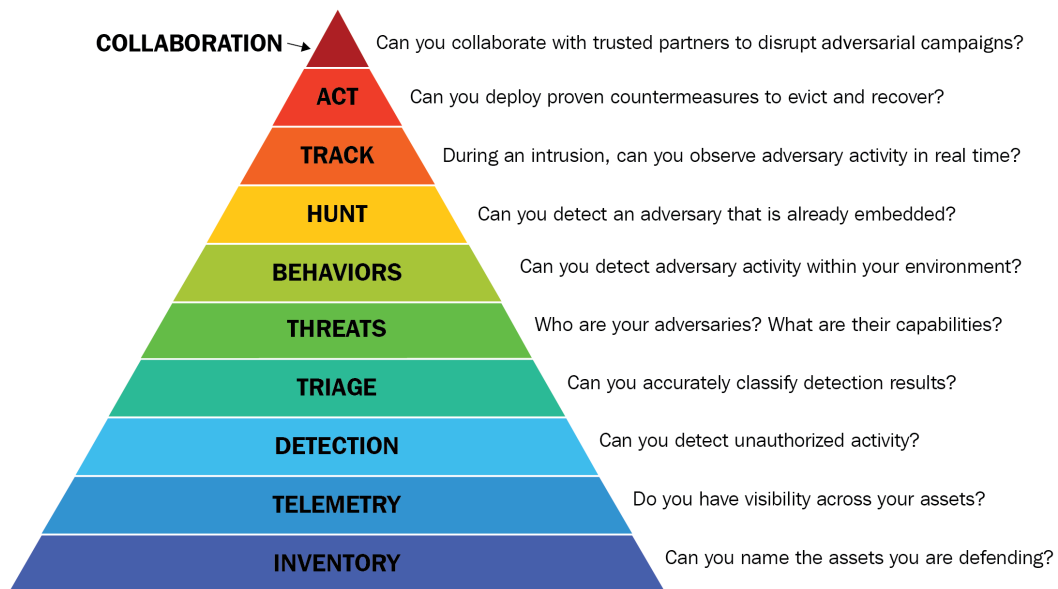 COLLABORATION
Can you collaborate with trusted partners to disrupt adversarial campaigns?
ACT
Can you deploy proven countermeasures to evict and recover?
TRACK
During an intrusion, can you observe adversary activity in real time?
HUNT
Can you detect an adversary that is already embedded?
BEHAVIORS
Can you detect adversary activity within your environment?
THREATS
Who are your adversaries? What are their capabilities?
TRIAGE
Can you accurately classify detection results?
DETECTION
Can you detect unauthorized activity?
TELEMETRY
Do you have visibility across your assets?
INVENTORY
Can you name the assets you are defending?